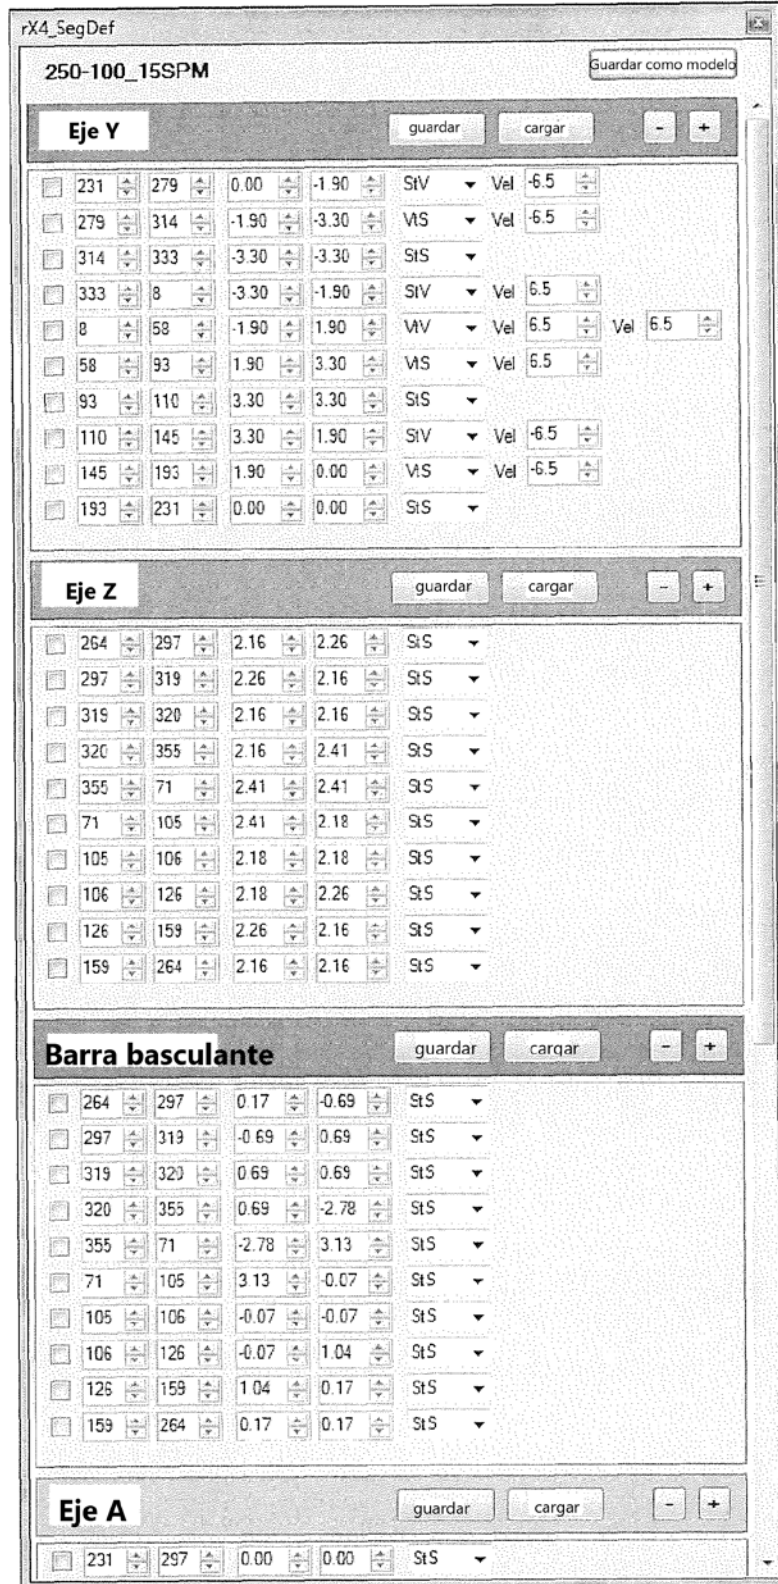 rX4_SegDef
250-100_15SPM Guardar como modelo
Eje Y guardar cargar - +
231 279 0.00 -1.90 StV Vel -6.5
279 314 -1.90 -3.30 VtS Vel -6.5
314 333 -3.30 -3.30 StS
333 8 -3.30 -1.90 StV Vel 6.5
8 58 -1.90 1.90 VtV Vel 6.5 Vel 6.5
58 93 1.90 3.30 VtS Vel 6.5
93 110 3.30 3.30 StS
110 145 3.30 1.90 StV Vel -6.5
145 193 1.90 0.00 VtS Vel -6.5
193 231 0.00 0.00 StS
Eje Z guardar cargar - +
264 297 2.16 2.26 StS
297 319 2.26 2.16 StS
319 320 2.16 2.16 StS
320 355 2.16 2.41 StS
355 71 2.41 2.41 StS
71 105 2.41 2.18 StS
105 106 2.18 2.18 StS
106 126 2.18 2.26 StS
126 159 2.26 2.16 StS
159 264 2.16 2.16 StS
Barra basculante guardar cargar - +
264 297 0.17 -0.69 StS
297 319 -0.69 0.69 StS
319 320 0.69 0.69 StS
320 355 0.69 -2.78 StS
355 71 -2.78 3.13 StS
71 105 3.13 -0.07 StS
105 106 -0.07 -0.07 StS
106 126 -0.07 1.04 StS
126 159 1.04 0.17 StS
159 264 0.17 0.17 StS
Eje A guardar cargar - +
231 297 0.00 0.00 StS